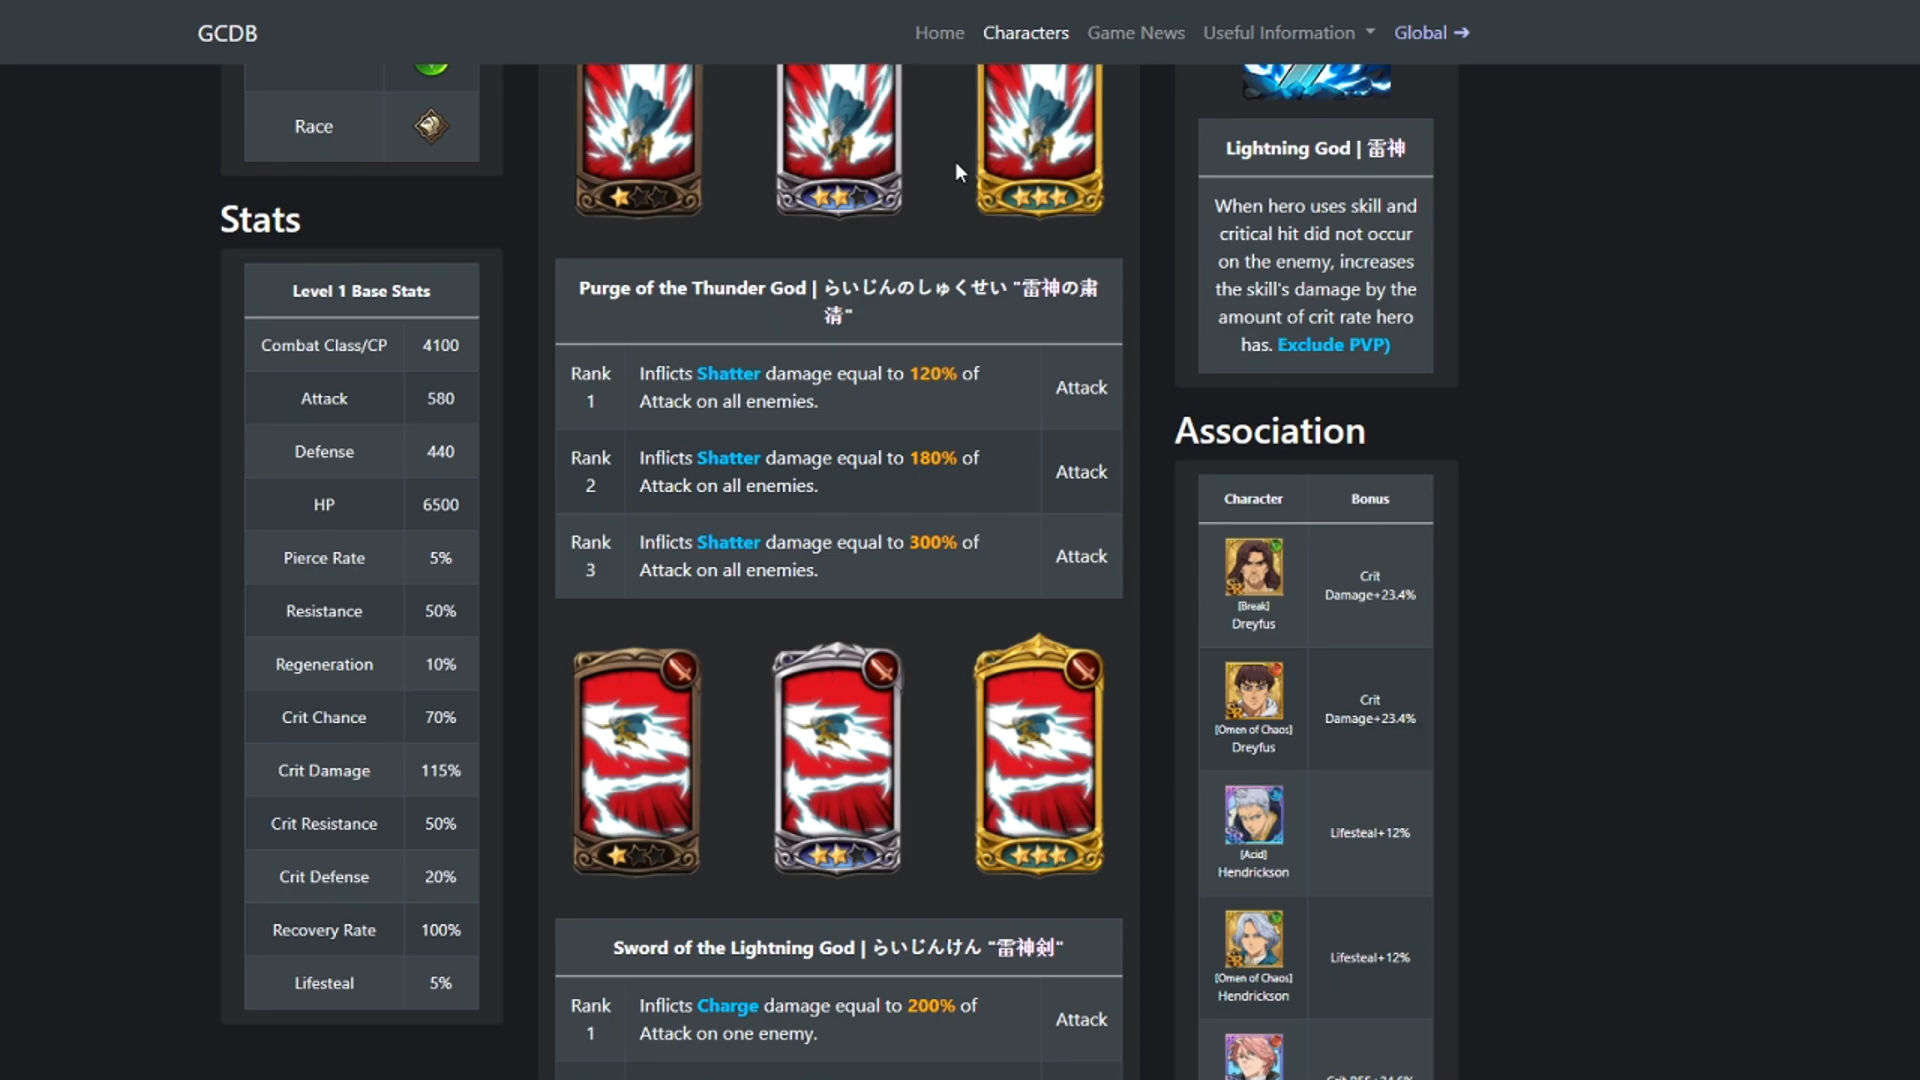 GCDB
Home Characters Game News Useful Information Global ➔
Race
Stats
Level 1 Base Stats
Combat Class/CP 4100
Attack 580
Defense 440
HP 6500
Pierce Rate 5%
Resistance 50%
Regeneration 10%
Crit Chance 70%
Crit Damage 115%
Crit Resistance 50%
Crit Defense 20%
Recovery Rate 100%
Lifesteal 5%
Purge of the Thunder God | らいじんのしゅくせい "雷神の粛
清"
Rank
1
Inflicts Shatter damage equal to 120% of
Attack on all enemies.
Attack
Rank
2
Inflicts Shatter damage equal to 180% of
Attack on all enemies.
Attack
Rank
3
Inflicts Shatter damage equal to 300% of
Attack on all enemies.
Attack
Sword of the Lightning God | らいじんけん "雷神剣"
Rank
1
Inflicts Charge damage equal to 200% of
Attack on one enemy.
Attack
Lightning God | 雷神
When hero uses skill and
critical hit did not occur
on the enemy, increases
the skill's damage by the
amount of crit rate hero
has. Exclude PVP)
Association
Character Bonus
[Break]
Dreyfus
Crit
Damage+23.4%
[Omen of Chaos]
Dreyfus
Crit
Damage+23.4%
[Acid]
Hendrickson
Lifesteal+12%
[Omen of Chaos]
Hendrickson
Lifesteal+12%